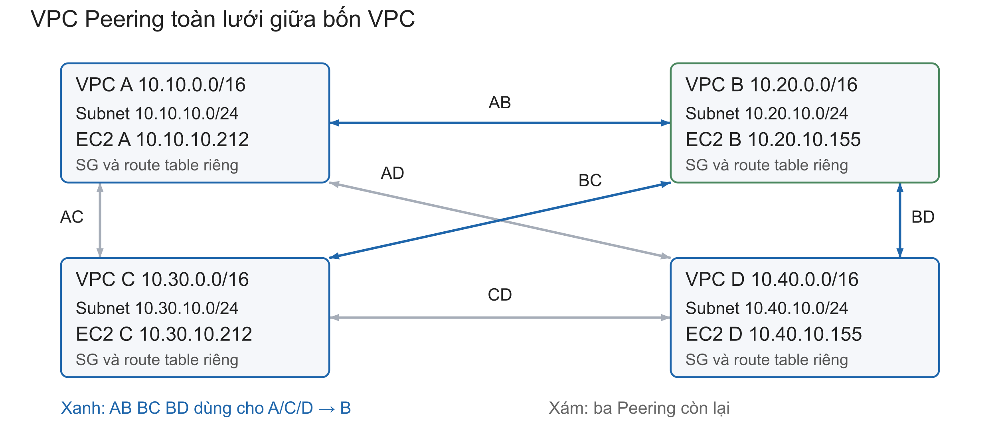 VPC Peering toàn lưới giữa bốn VPC
VPC A 10.10.0.0/16
Subnet 10.10.10.0/24
EC2 A 10.10.10.212
SG và route table riêng
AB
VPC B 10.20.0.0/16
Subnet 10.20.10.0/24
EC2 B 10.20.10.155
SG và route table riêng
AD
BC
AC
BD
VPC C 10.30.0.0/16
Subnet 10.30.10.0/24
EC2 C 10.30.10.212
SG và route table riêng
CD
VPC D 10.40.0.0/16
Subnet 10.40.10.0/24
EC2 D 10.40.10.155
SG và route table riêng
Xanh: AB BC BD dùng cho A/C/D → B
Xám: ba Peering còn lại